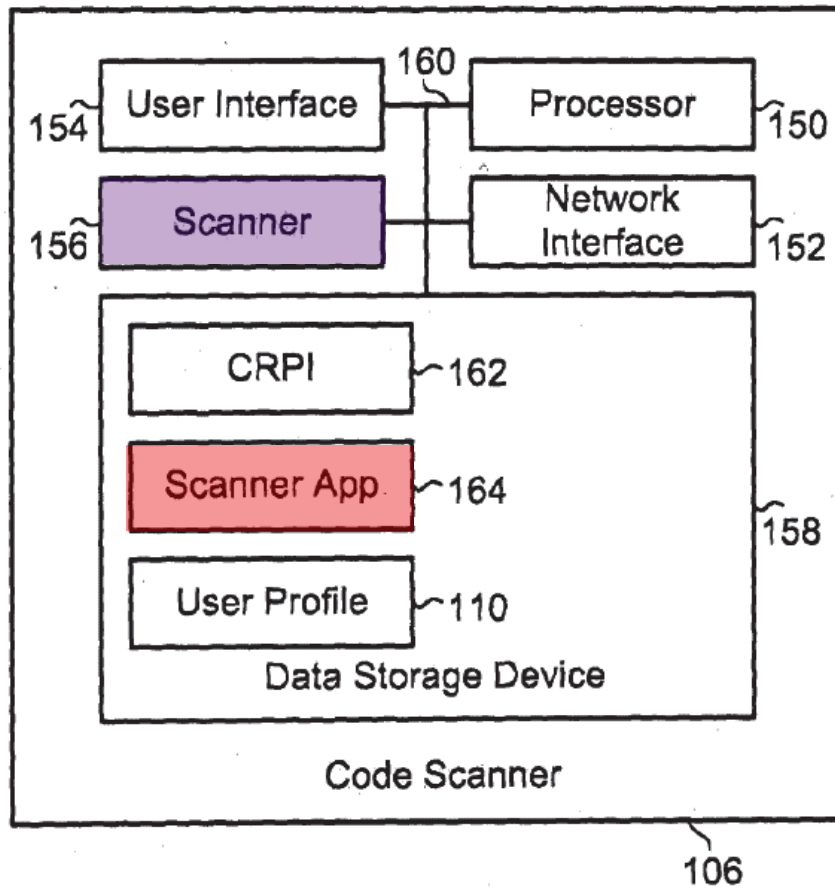 160
User Interface
Processor
154
150
Scanner
Network
Interface
156
152
CRPI
162
Scanner App
164
158
User Profile
110
Data Storage Device
Code Scanner
106